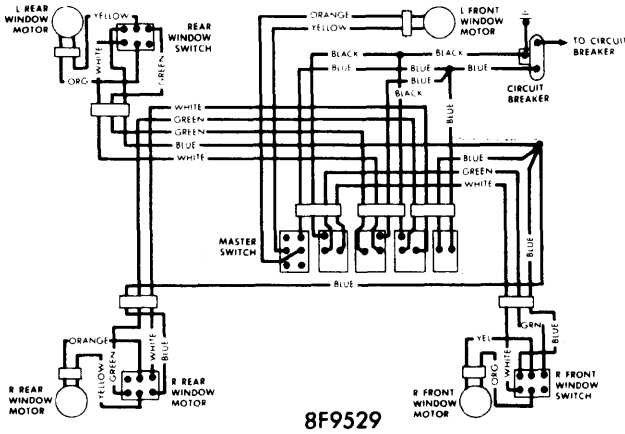 L REAR
WINDOW
MOTOR
YELLOW
WHITE
ORG
GREEN
REAR
WINDOW
SWITCH
ORANGE
YELLOW
L FRONT
WINDOW
MOTOR
BLACK
BLACK
BLUE
BLUE
BLUE
BLUE
BLACK
BLUE
TO CIRCUIT
BREAKER
CIRCUIT
BREAKER
WHITE
GREEN
GREEN
BLUE
WHITE
BLUE
GREEN
WHITE
BLUE
MASTER
SWITCH
BLUE
ORANGE
YELLOW
GREEN
WHITE
BLUE
R REAR
WINDOW
MOTOR
R REAR
WINDOW
MOTOR
YEL
ORG
WHITE
GRN
BLUE
R FRONT
WINDOW
MOTOR
R FRONT
WINDOW
SWITCH
8F9529